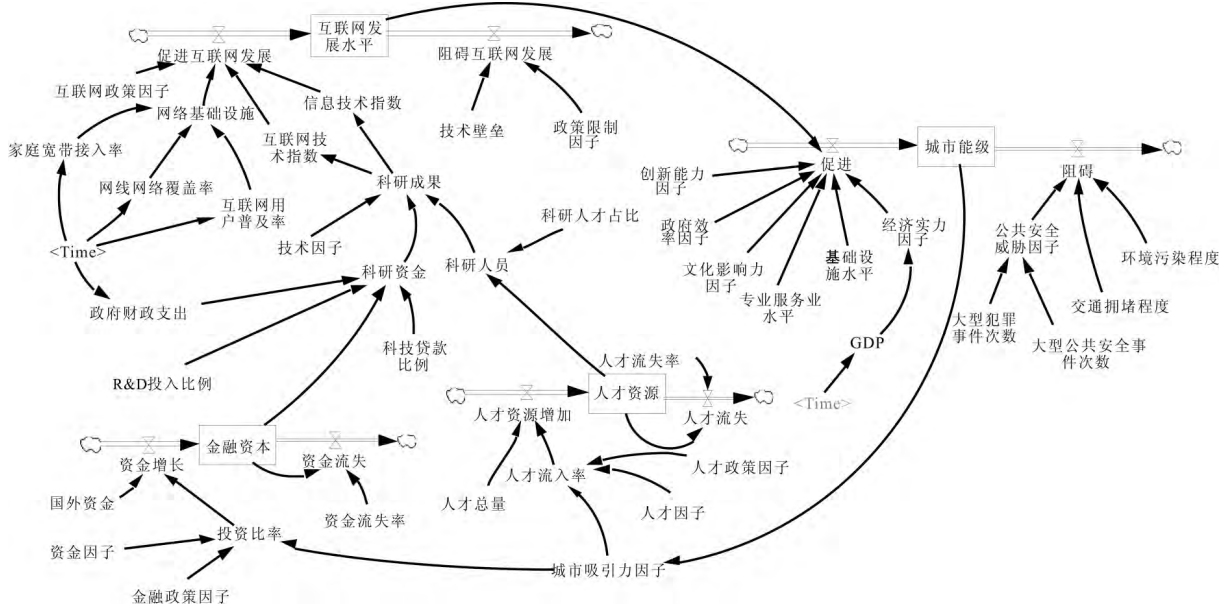 互联网发
展水平
促进互联网发展
阻碍互联网发展
互联网政策因子
网络基础设施
信息技术指数
技术壁垒
政策限制
因子
家庭宽带接入率
互联网技
术指数
网线网络覆盖率
互联网用
户普及率
科研成果
科研人才占比
<Time>
技术因子
科研资金
科研人员
政府财政支出
科技贷款
比例
R&D投入比例
城市能级
促进
阻碍
创新能力
因子
政府效
率因子
文化影响力
因子
专业服务业
水平
基础设
施水平
经济实力
因子
公共安全
威胁因子
环境污染程度
交通拥堵程度
大型犯罪
事件次数
大型公共安全事
件次数
GDP
<Time>
人才流失率
人才资源
人才资源增加
人才流失
金融资本
资金增长
资金流失
人才流入率
人才政策因子
国外资金
资金流失率
人才总量
人才因子
投资比率
资金因子
金融政策因子
城市吸引力因子